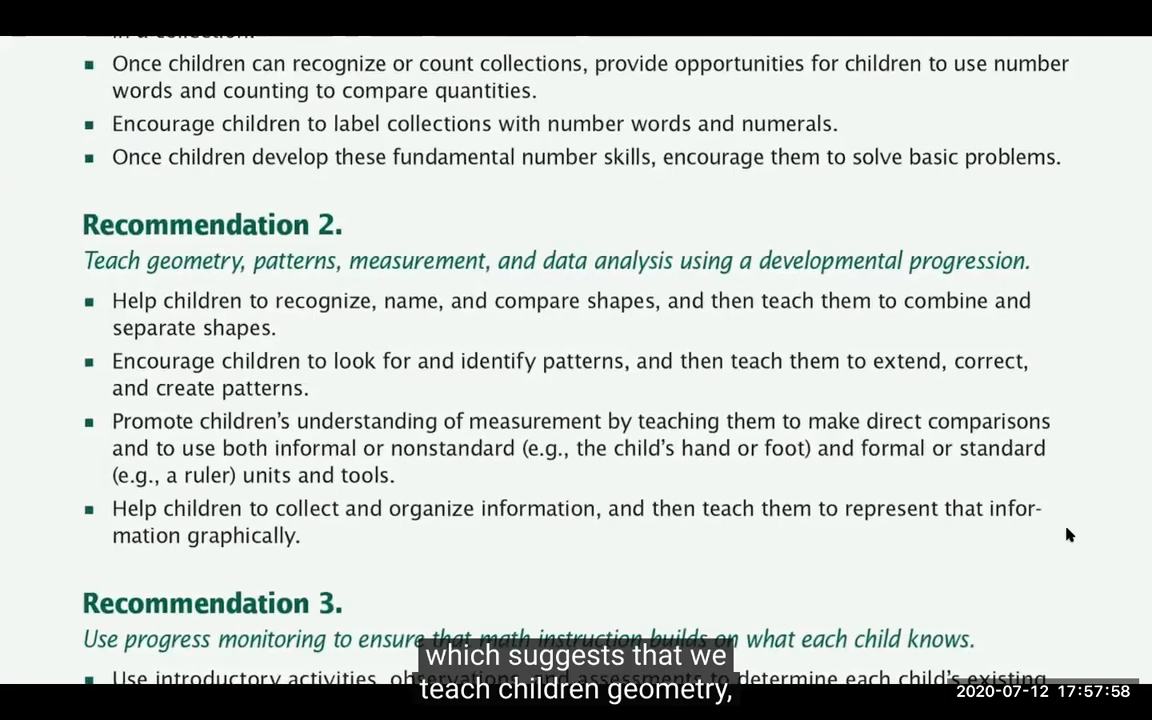 in a collection.
Once children can recognize or count collections, provide opportunities for children to use number
words and counting to compare quantities.
Encourage children to label collections with number words and numerals.
Once children develop these fundamental number skills, encourage them to solve basic problems.
Recommendation 2.
Teach geometry, patterns, measurement, and data analysis using a developmental progression.
Help children to recognize, name, and compare shapes, and then teach them to combine and
separate shapes.
Encourage children to look for and identify patterns, and then teach them to extend, correct,
and create patterns.
Promote children's understanding of measurement by teaching them to make direct comparisons
and to use both informal or nonstandard (e.g., the child's hand or foot) and formal or standard
(e.g., a ruler) units and tools.
Help children to collect and organize information, and then teach them to represent that infor-
mation graphically.
Recommendation 3.
Use progress monitoring to ensure that math instruction builds on what each child knows.
Use introductory activities, observations, and assessments to determine each child's existing
which suggests that we
teach children geometry,
2020-07-12 17:57:58